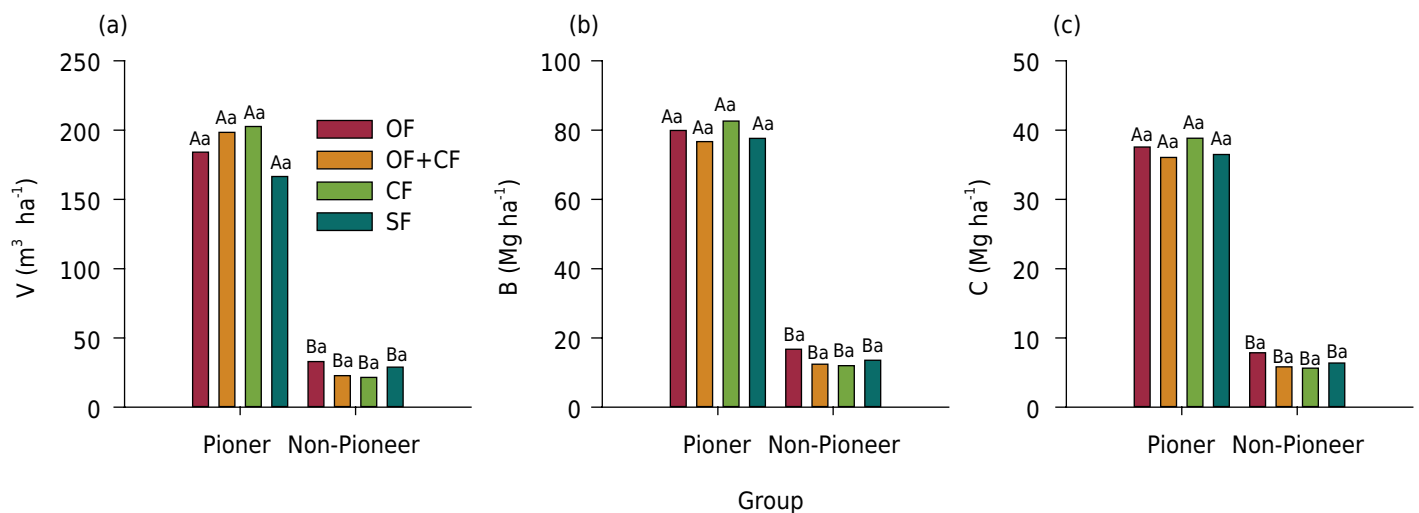 (a)
V (m³ ha⁻¹)
250
200
150
100
50
0
Aa Aa Aa Aa
Ba Ba Ba Ba
OF
OF+CF
CF
SF
Pioner Non-Pioneer
(b)
B (Mg ha⁻¹)
100
80
60
40
20
0
Aa Aa Aa Aa
Ba Ba Ba Ba
Pioner Non-Pioneer
(c)
C (Mg ha⁻¹)
50
40
30
20
10
0
Aa Aa Aa Aa
Ba Ba Ba Ba
Pioner Non-Pioneer
Group